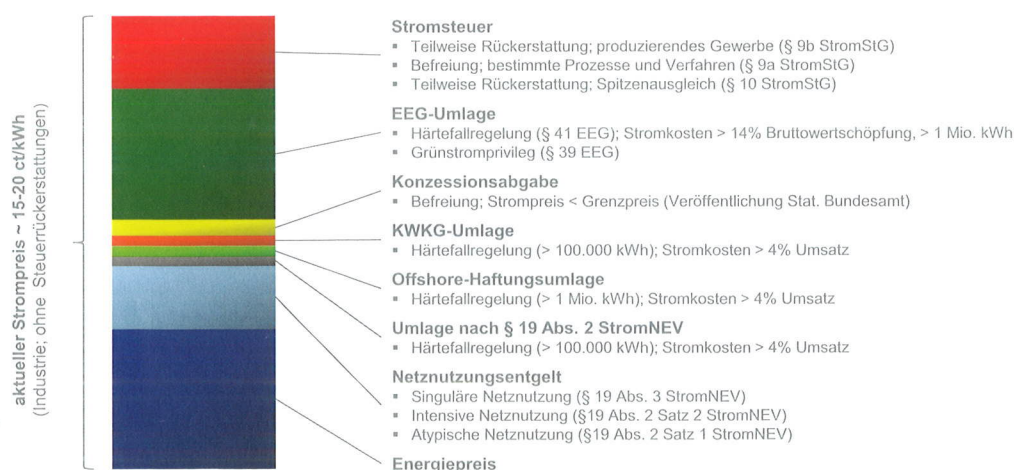 aktueller Strompreis ~ 15-20 ct/kWh
(Industrie; ohne Steuerrückerstattungen)
Stromsteuer
▪ Teilweise Rückerstattung; produzierendes Gewerbe (§ 9b StromStG)
▪ Befreiung; bestimmte Prozesse und Verfahren (§ 9a StromStG)
▪ Teilweise Rückerstattung; Spitzenausgleich (§ 10 StromStG)
EEG-Umlage
▪ Härtefallregelung (§ 41 EEG); Stromkosten > 14% Bruttowertschöpfung, > 1 Mio. kWh
▪ Grünstromprivileg (§ 39 EEG)
Konzessionsabgabe
▪ Befreiung; Strompreis < Grenzpreis (Veröffentlichung Stat. Bundesamt)
KWKG-Umlage
▪ Härtefallregelung (> 100.000 kWh); Stromkosten > 4% Umsatz
Offshore-Haftungsumlage
▪ Härtefallregelung (> 1 Mio. kWh); Stromkosten > 4% Umsatz
Umlage nach § 19 Abs. 2 StromNEV
▪ Härtefallregelung (> 100.000 kWh); Stromkosten > 4% Umsatz
Netznutzungsentgelt
▪ Singuläre Netznutzung (§ 19 Abs. 3 StromNEV)
▪ Intensive Netznutzung (§19 Abs. 2 Satz 2 StromNEV)
▪ Atypische Netznutzung (§19 Abs. 2 Satz 1 StromNEV)
Energiepreis